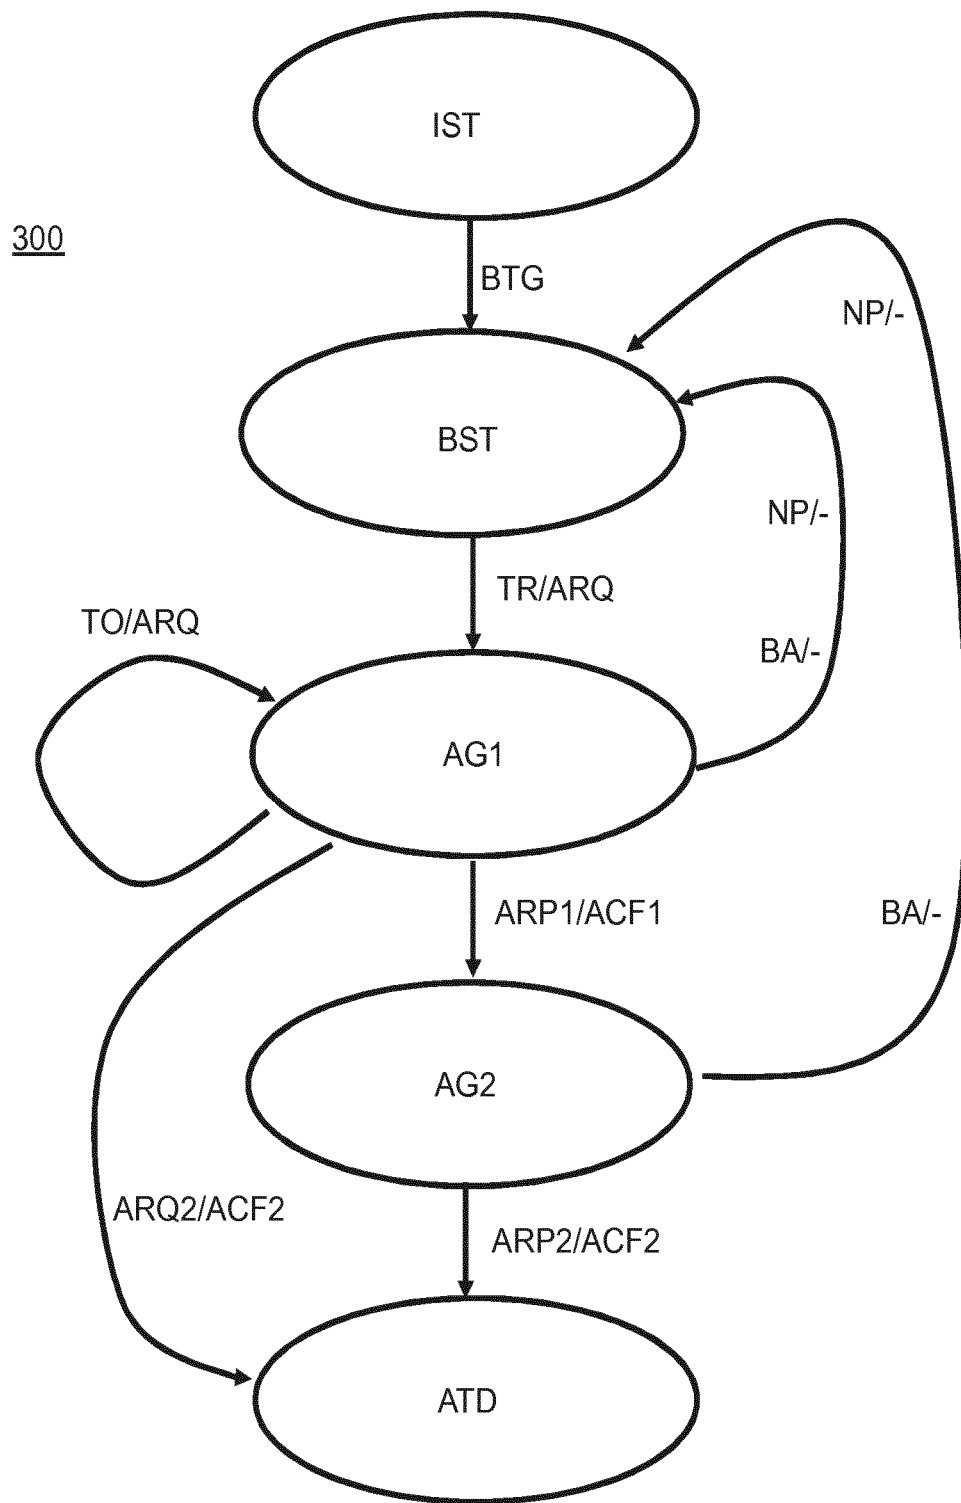 IST
300
BTG
NP/-
BST
NP/-
TR/ARQ
TO/ARQ
BA/-
AG1
ARP1/ACF1
BA/-
AG2
ARQ2/ACF2
ARP2/ACF2
ATD